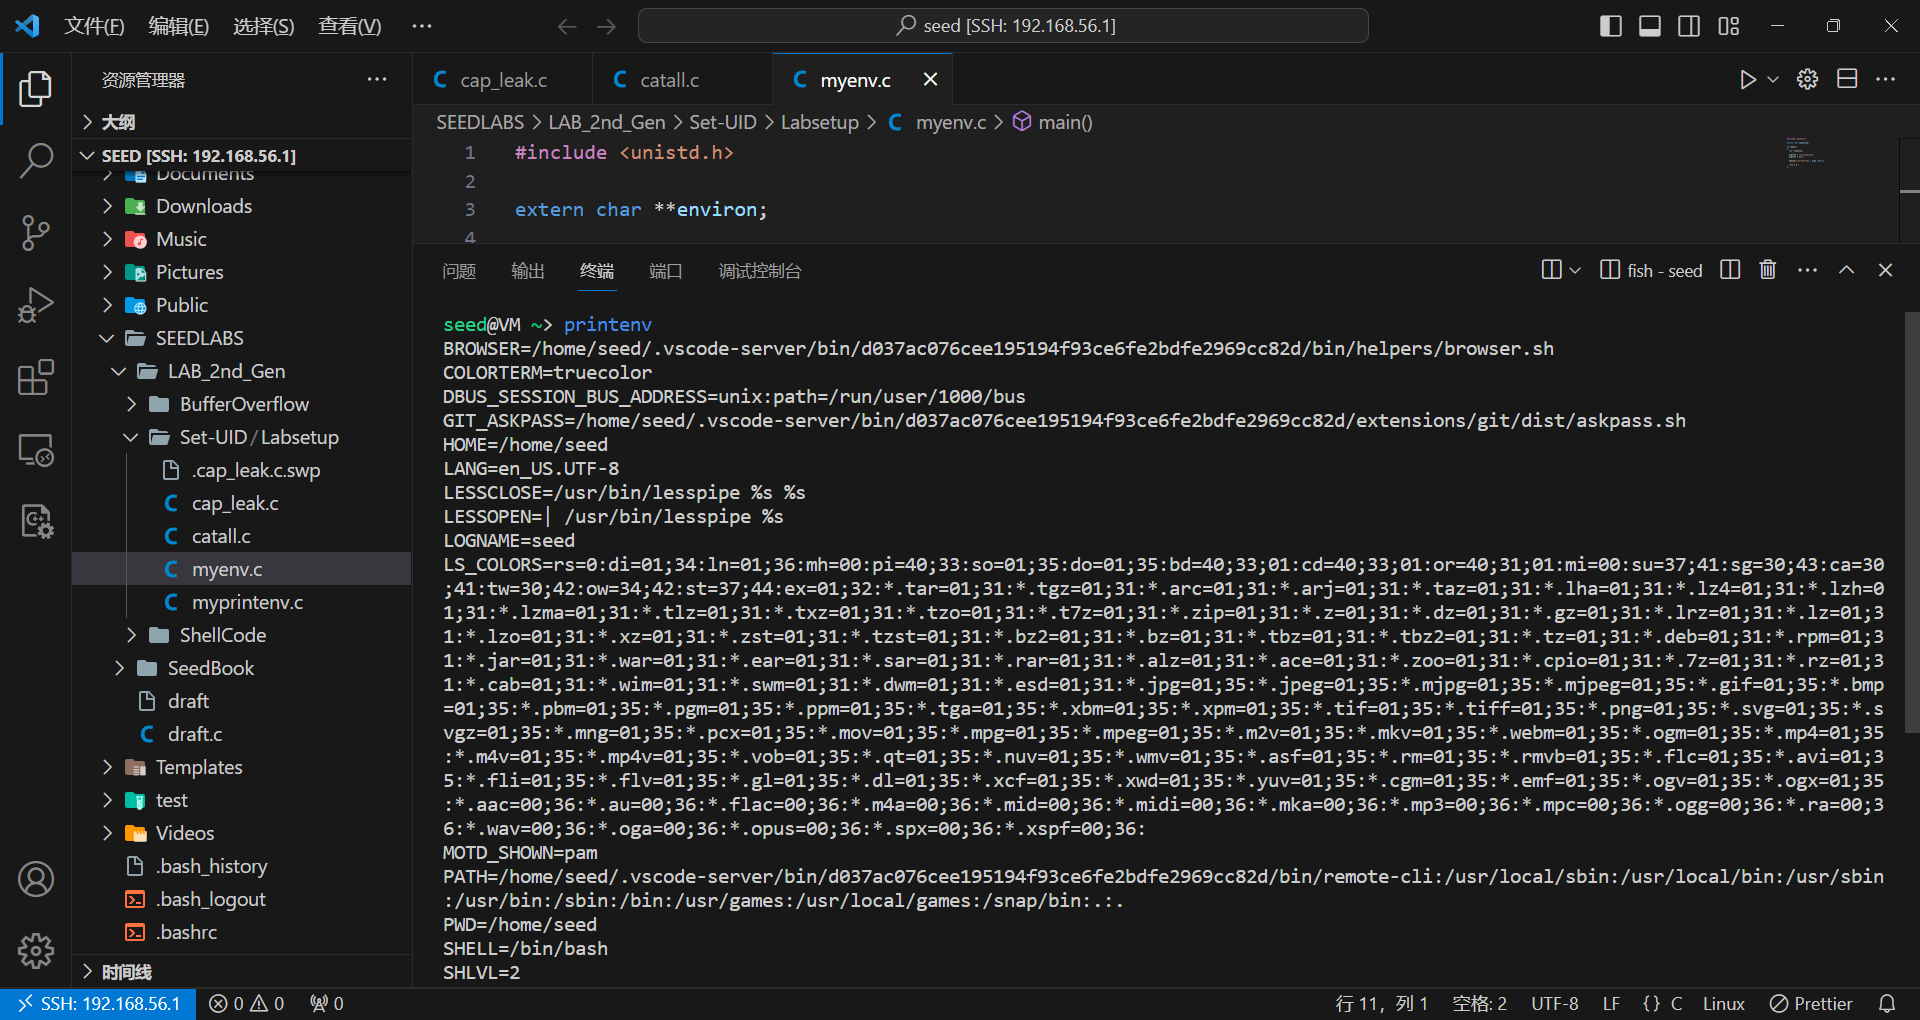 文件(F) 编辑(E) 选择(S) 查看(V) ··· seed [SSH: 192.168.56.1]
资源管理器
大纲
SEED [SSH: 192.168.56.1]
Documents
Downloads
Music
Pictures
Public
SEEDLABS
LAB_2nd_Gen
BufferOverflow
Set-UID / Labsetup
.cap_leak.c.swp
cap_leak.c
catall.c
myenv.c
myprintenv.c
ShellCode
SeedBook
draft
draft.c
Templates
test
Videos
.bash_history
.bash_logout
.bashrc
时间线
cap_leak.c catall.c myenv.c
SEEDLABS > LAB_2nd_Gen > Set-UID > Labsetup > C myenv.c > main()
1 #include <unistd.h>
2
3 extern char **environ;
4
问题 输出 终端 端口 调试控制台 fish - seed
seed@VM ~> printenv
BROWSER=/home/seed/.vscode-server/bin/d037ac076cee195194f93ce6fe2bdfe2969cc82d/bin/helpers/browser.sh
COLORTERM=truecolor
DBUS_SESSION_BUS_ADDRESS=unix:path=/run/user/1000/bus
GIT_ASKPASS=/home/seed/.vscode-server/bin/d037ac076cee195194f93ce6fe2bdfe2969cc82d/extensions/git/dist/askpass.sh
HOME=/home/seed
LANG=en_US.UTF-8
LESSCLOSE=/usr/bin/lesspipe %s %s
LESSOPEN=| /usr/bin/lesspipe %s
LOGNAME=seed
LS_COLORS=rs=0:di=01;34:ln=01;36:mh=00:pi=40;33:so=01;35:do=01;35:bd=40;33;01:cd=40;33;01:or=40;31;01:mi=00:su=37;41:sg=30;43:ca=30
;41:tw=30;42:ow=34;42:st=37;44:ex=01;32:*.tar=01;31:*.tgz=01;31:*.arc=01;31:*.arj=01;31:*.taz=01;31:*.lha=01;31:*.lz4=01;31:*.lzh=0
1;31:*.lzma=01;31:*.tlz=01;31:*.txz=01;31:*.tzo=01;31:*.t7z=01;31:*.zip=01;31:*.z=01;31:*.dz=01;31:*.gz=01;31:*.lrz=01;31:*.lz=01;3
1:*.lzo=01;31:*.xz=01;31:*.zst=01;31:*.tzst=01;31:*.bz2=01;31:*.bz=01;31:*.tbz=01;31:*.tbz2=01;31:*.tz=01;31:*.deb=01;31:*.rpm=01;3
1:*.jar=01;31:*.war=01;31:*.ear=01;31:*.sar=01;31:*.rar=01;31:*.alz=01;31:*.ace=01;31:*.zoo=01;31:*.cpio=01;31:*.7z=01;31:*.rz=01;3
1:*.cab=01;31:*.wim=01;31:*.swm=01;31:*.dwm=01;31:*.esd=01;31:*.jpg=01;35:*.jpeg=01;35:*.mjpg=01;35:*.mjpeg=01;35:*.gif=01;35:*.bmp
=01;35:*.pbm=01;35:*.pgm=01;35:*.ppm=01;35:*.tga=01;35:*.xbm=01;35:*.xpm=01;35:*.tif=01;35:*.tiff=01;35:*.png=01;35:*.svg=01;35:*.s
vgz=01;35:*.mng=01;35:*.pcx=01;35:*.mov=01;35:*.mpg=01;35:*.mpeg=01;35:*.m2v=01;35:*.mkv=01;35:*.webm=01;35:*.ogm=01;35:*.mp4=01;35
:*.m4v=01;35:*.mp4v=01;35:*.vob=01;35:*.qt=01;35:*.nuv=01;35:*.wmv=01;35:*.asf=01;35:*.rm=01;35:*.rmvb=01;35:*.flc=01;35:*.avi=01;3
5:*.fli=01;35:*.flv=01;35:*.gl=01;35:*.dl=01;35:*.xcf=01;35:*.xwd=01;35:*.yuv=01;35:*.cgm=01;35:*.emf=01;35:*.ogv=01;35:*.ogx=01;35
:*.aac=00;36:*.au=00;36:*.flac=00;36:*.m4a=00;36:*.mid=00;36:*.midi=00;36:*.mka=00;36:*.mp3=00;36:*.mpc=00;36:*.ogg=00;36:*.ra=00;3
6:*.wav=00;36:*.oga=00;36:*.opus=00;36:*.spx=00;36:*.xspf=00;36:
MOTD_SHOWN=pam
PATH=/home/seed/.vscode-server/bin/d037ac076cee195194f93ce6fe2bdfe2969cc82d/bin/remote-cli:/usr/local/sbin:/usr/local/bin:/usr/sbin
:/usr/bin:/sbin:/bin:/usr/games:/usr/local/games:/snap/bin:.:.
PWD=/home/seed
SHELL=/bin/bash
SHLVL=2
SSH: 192.168.56.1 0 0 0 行 11, 列 1 空格: 2 UTF-8 LF {} C Linux Prettier